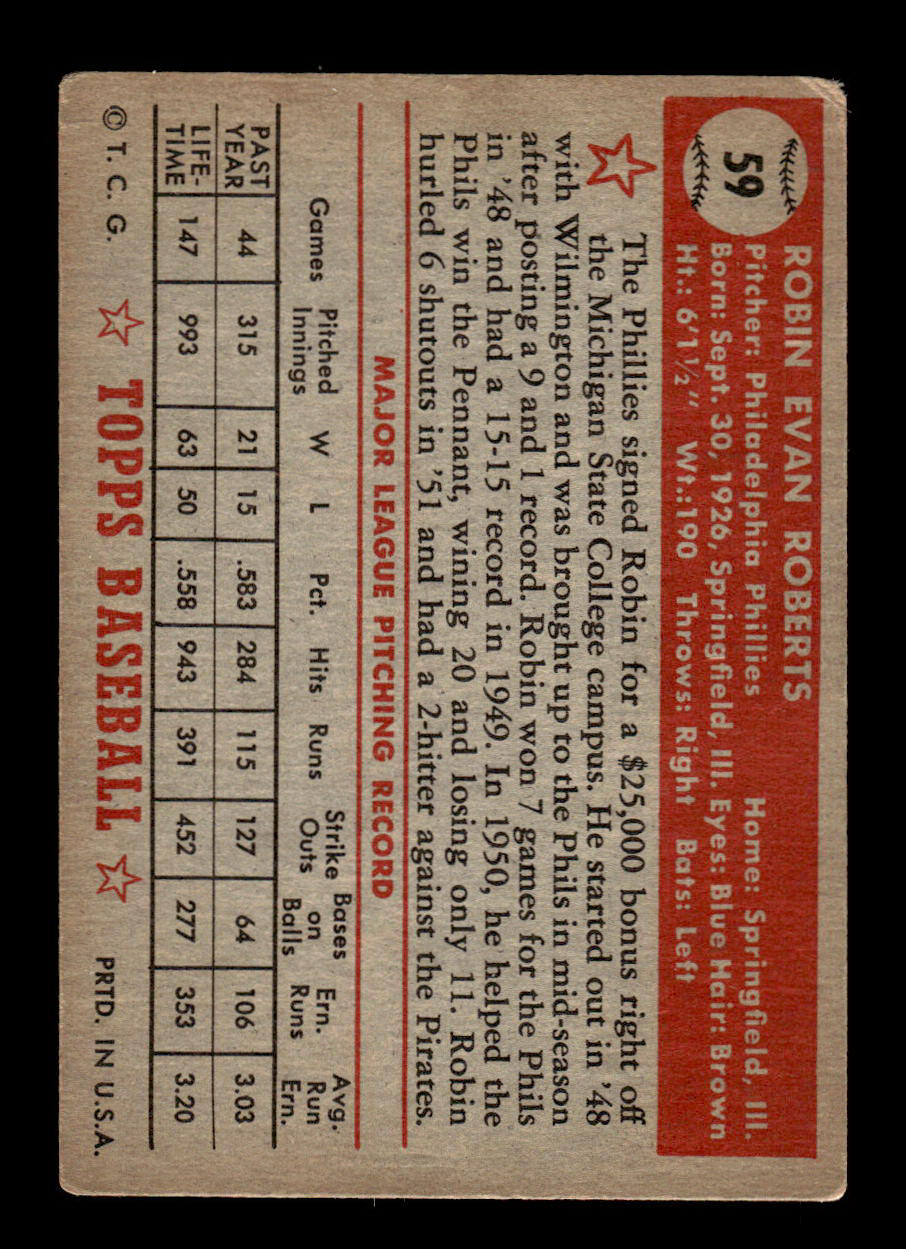 59
ROBIN EVAN ROBERTS
Pitcher: Philadelphia Phillies Home: Springfield, Ill.
Born: Sept. 30, 1926, Springfield, Ill. Eyes: Blue Hair: Brown
Ht.: 6'1½" Wt.:190 Throws: Right Bats: Left
The Phillies signed Robin for a $25,000 bonus right off
the Michigan State College campus. He started out in '48
with Wilmington and was brought up to the Phils in mid-season
after posting a 9 and 1 record. Robin won 7 games for the Phils
in '48 and had a 15-15 record in 1949. In 1950, he helped the
Phils win the Pennant, wining 20 and losing only 11. Robin
hurled 6 shutouts in '51 and had a 2-hitter against the Pirates.
MAJOR LEAGUE PITCHING RECORD
Games Pitched Innings W L Pct. Hits Runs Strike Outs Bases on Balls Ern. Runs Avg. Run Ern.
PAST YEAR 44 315 21 15 .583 284 115 127 64 106 3.03
LIFE-TIME 147 993 63 50 .558 943 391 452 277 353 3.20
© T. C. G. TOPPS BASEBALL PRTD. IN U.S.A.